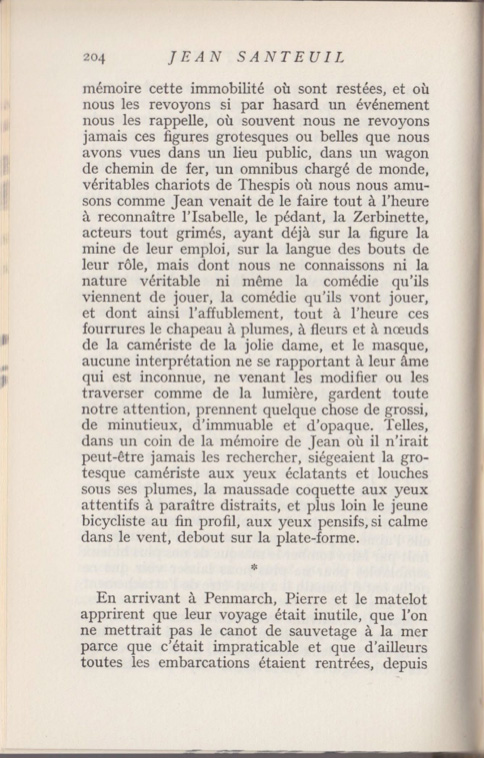 204 JEAN SANTEUIL
mémoire cette immobilité où sont restées, et où
nous les revoyons si par hasard un événement
nous les rappelle, où souvent nous ne revoyons
jamais ces figures grotesques ou belles que nous
avons vues dans un lieu public, dans un wagon
de chemin de fer, un omnibus chargé de monde,
véritables chariots de Thespis où nous nous amu-
sons comme Jean venait de le faire tout à l'heure
à reconnaître l'Isabelle, le pédant, la Zerbinette,
acteurs tout grimés, ayant déjà sur la figure la
mine de leur emploi, sur la langue des bouts de
leur rôle, mais dont nous ne connaissons ni la
nature véritable ni même la comédie qu'ils
viennent de jouer, la comédie qu'ils vont jouer,
et dont ainsi l'affublement, tout à l'heure ces
fourrures le chapeau à plumes, à fleurs et à nœuds
de la camériste de la jolie dame, et le masque,
aucune interprétation ne se rapportant à leur âme
qui est inconnue, ne venant les modifier ou les
traverser comme de la lumière, gardent toute
notre attention, prennent quelque chose de grossi,
de minutieux, d'immuable et d'opaque. Telles,
dans un coin de la mémoire de Jean où il n'irait
peut-être jamais les rechercher, siégeaient la gro-
tesque camériste aux yeux éclatants et louches
sous ses plumes, la maussade coquette aux yeux
attentifs à paraître distraits, et plus loin le jeune
bicycliste au fin profil, aux yeux pensifs, si calme
dans le vent, debout sur la plate-forme.
*
En arrivant à Penmarch, Pierre et le matelot
apprirent que leur voyage était inutile, que l'on
ne mettrait pas le canot de sauvetage à la mer
parce que c'était impraticable et que d'ailleurs
toutes les embarcations étaient rentrées, depuis